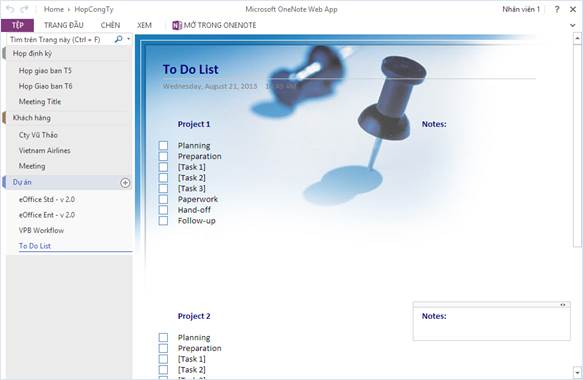 Home › HopCongTy
Microsoft OneNote Web App
Nhân viên 1
?
TỆP TRANG ĐẦU CHÈN XEM MỞ TRONG ONENOTE
Tìm trên Trang này (Ctrl + F)
Họp định kỳ
Họp giao ban T5
Họp Giao ban T6
Meeting Title
Khách hàng
Cty Vũ Thảo
Vietnam Airlines
Meeting
Dự án
eOffice Std - v 2.0
eOffice Ent - v 2.0
VPB Workflow
To Do List
To Do List
Wednesday, August 21, 2013
Project 1
Notes:
Planning
Preparation
[Task 1]
[Task 2]
[Task 3]
Paperwork
Hand-off
Follow-up
Project 2
Notes:
Planning
Preparation
[Task 1]
[Task 2]